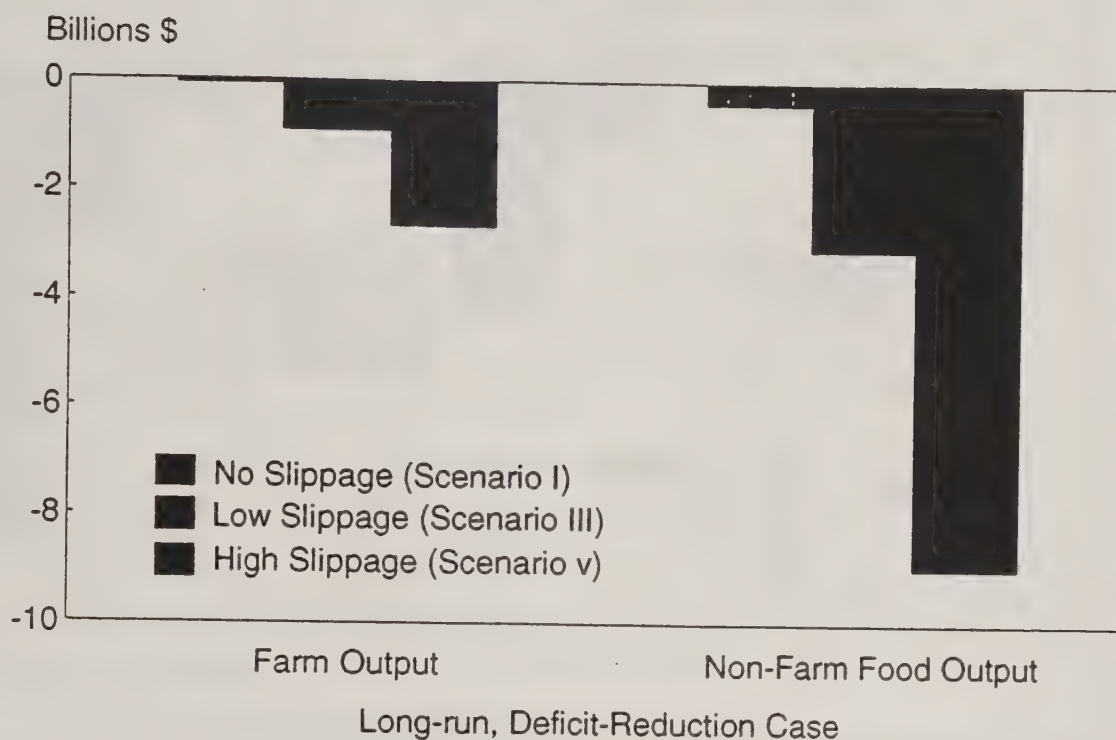 Billions $
0
-2
-4
-6
-8
-10
No Slippage (Scenario I)
Low Slippage (Scenario III)
High Slippage (Scenario v)
Farm Output
Non-Farm Food Output
Long-run, Deficit-Reduction Case